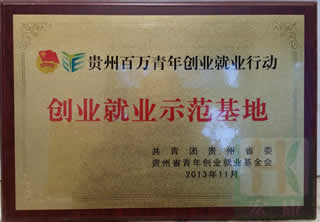 贵州百万青年创业就业行动
创业就业示范基地
共青团贵州省委
贵州省青年创业就业基金会
2013年11月